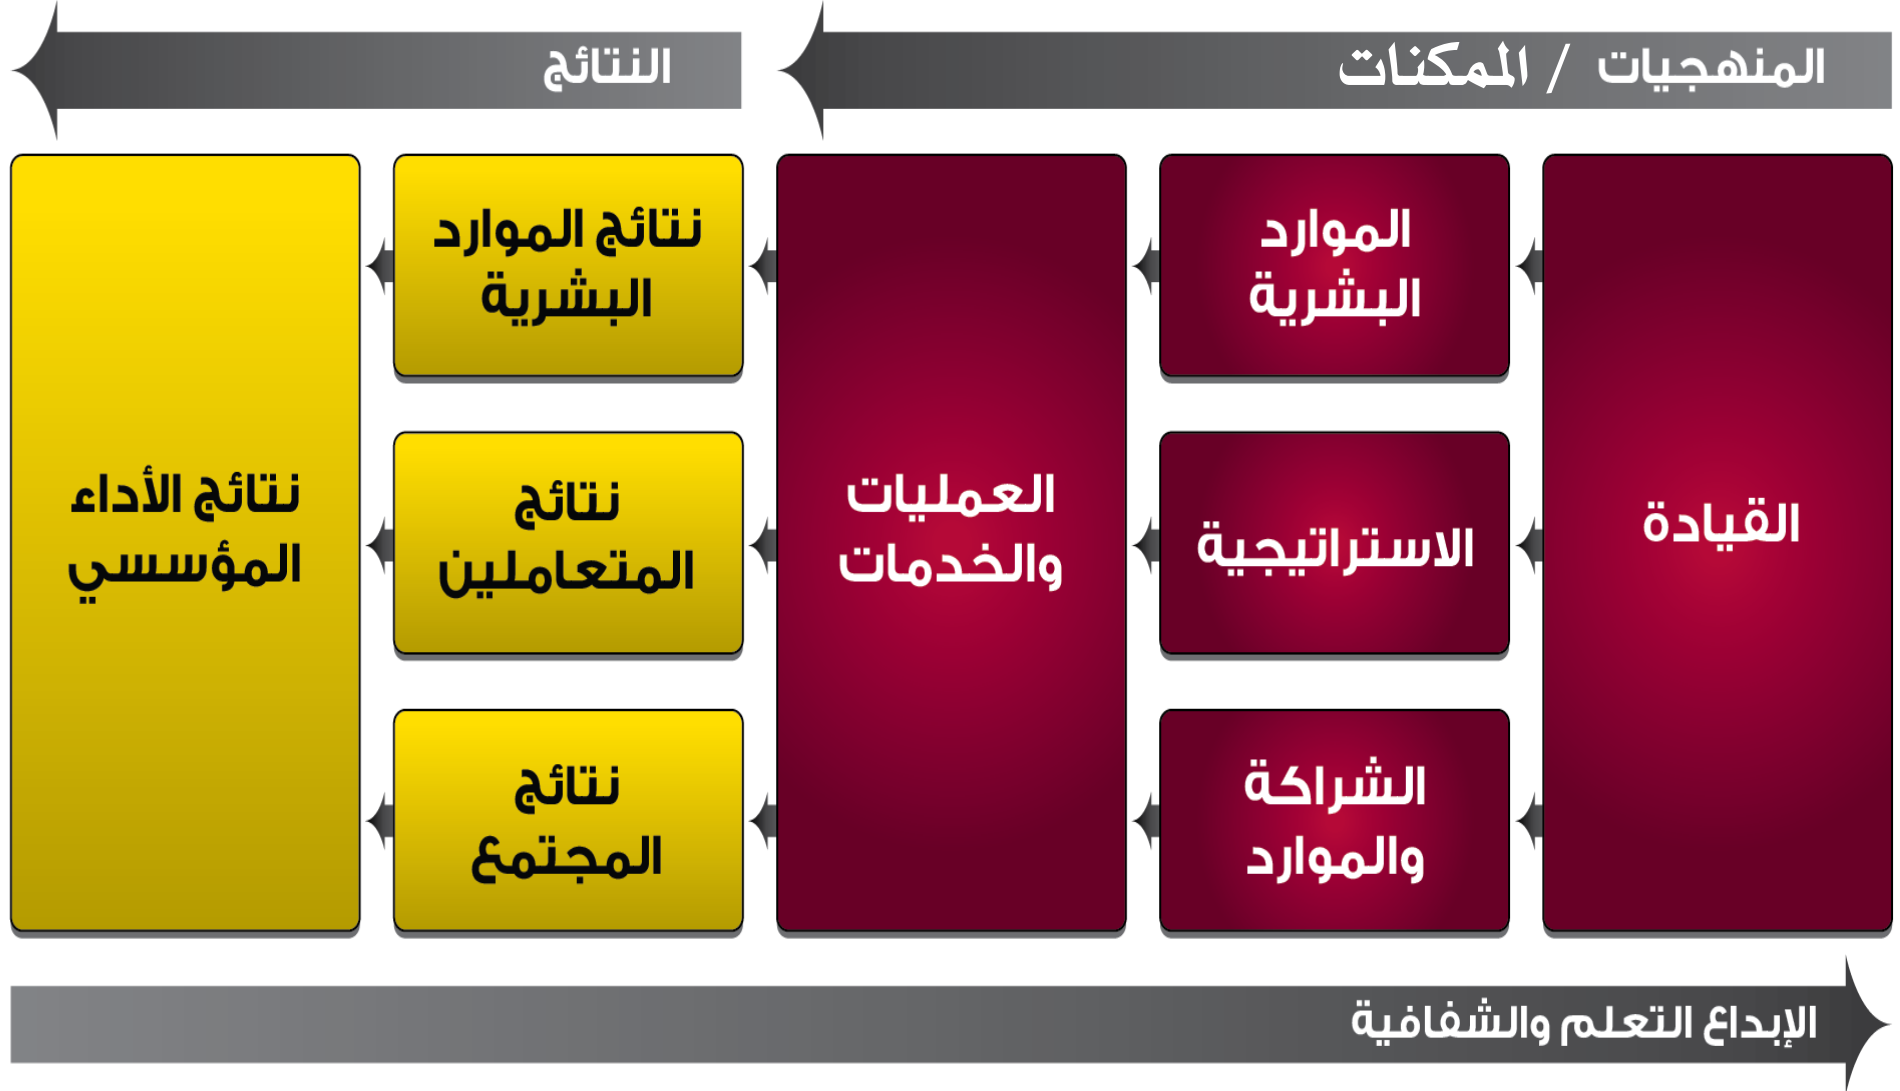 المنهجيات / الممكنات
النتائج
القيادة
الموارد
البشرية
الاستراتيجية
الشراكة
والموارد
العمليات
والخدمات
نتائج الموارد
البشرية
نتائج
المتعاملين
نتائج
المجتمع
نتائج الأداء
المؤسسي
الإبداع التعلم والشفافية